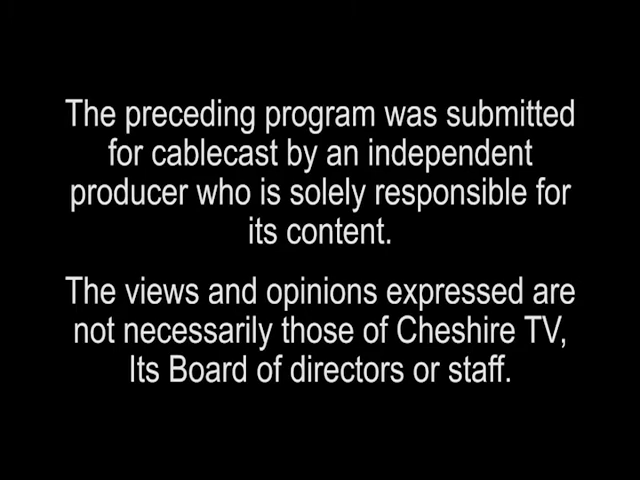 The preceding program was submitted
for cablecast by an independent
producer who is solely responsible for
its content.
The views and opinions expressed are
not necessarily those of Cheshire TV,
Its Board of directors or staff.